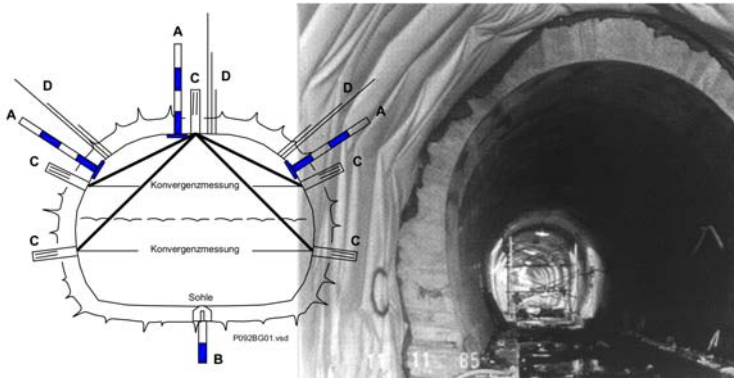 A
C
D
D
A
A
C
Konvergenzmessung
C
C
Konvergenzmessung
C
Sohle
P092BG01.vsd
B
11 11 85